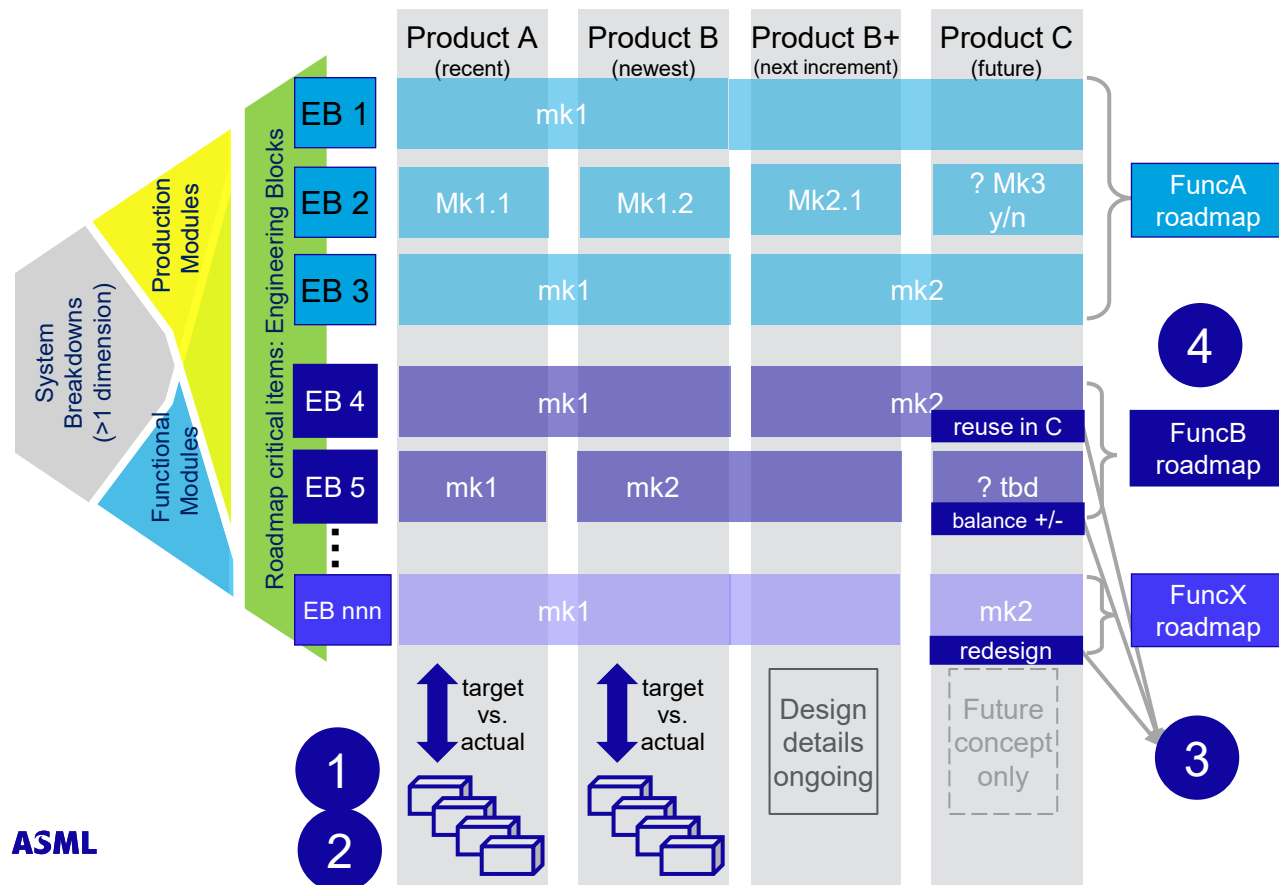 Product A
(recent)
Product B
(newest)
Product B+
(next increment)
Product C
(future)
System
Breakdowns
(>1 dimension)
Production
Modules
Functional
Modules
Roadmap critical items: Engineering Blocks
EB 1
mk1
EB 2
Mk1.1
Mk1.2
Mk2.1
? Mk3
y/n
EB 3
mk1
mk2
FuncA
roadmap
4
EB 4
mk1
mk2
reuse in C
EB 5
mk1
mk2
? tbd
balance +/-
FuncB
roadmap
EB nnn
mk1
mk2
redesign
FuncX
roadmap
target
vs.
actual
target
vs.
actual
Design
details
ongoing
Future
concept
only
1
2
3
ASML